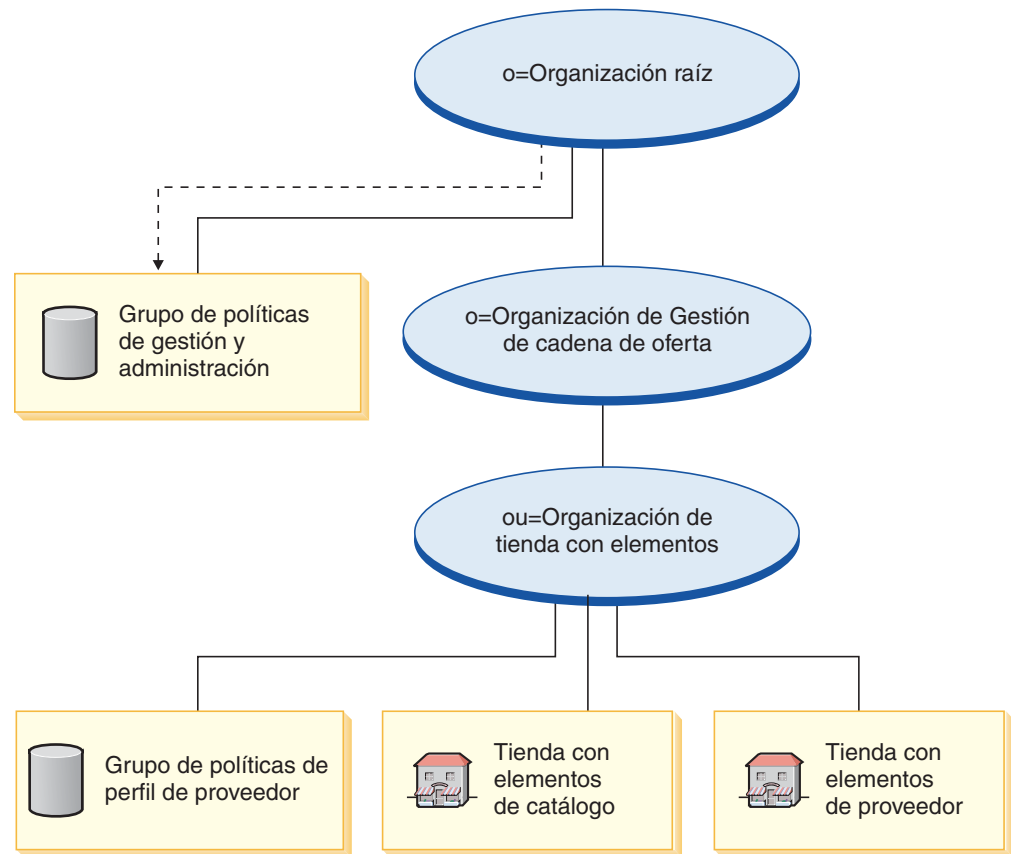 o=Organización raíz
Grupo de políticas
de gestión y
administración
o=Organización de Gestión
de cadena de oferta
ou=Organización de
tienda con elementos
Grupo de políticas de
perfil de proveedor
Tienda con
elementos
de catálogo
Tienda con
elementos
de proveedor